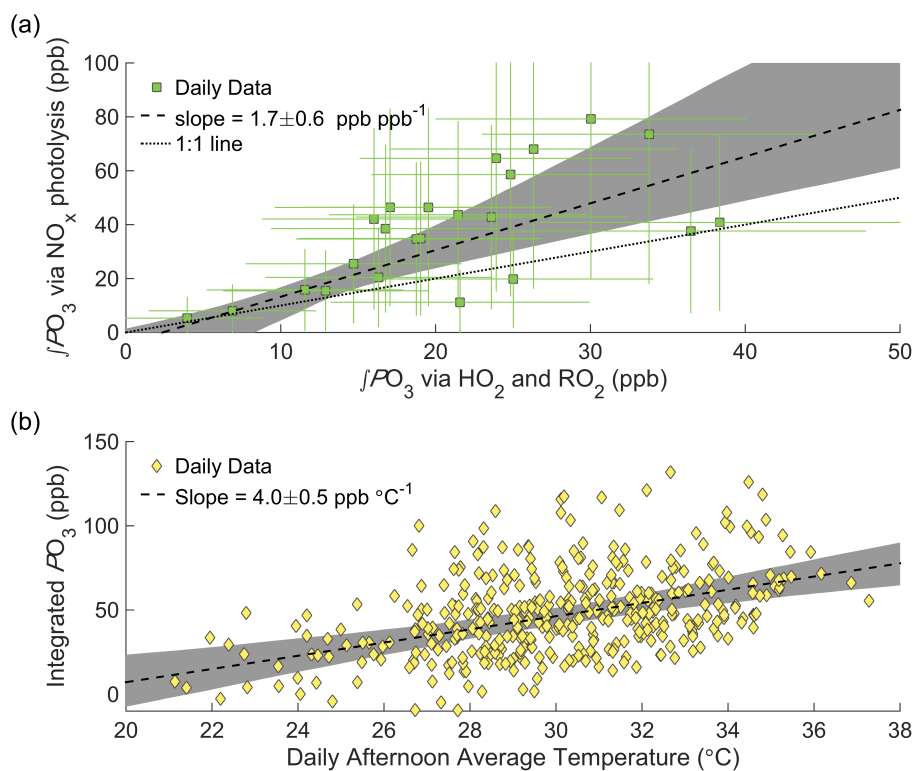 (a)
∫PO₃ via NOₓ photolysis (ppb)
100
80
60
40
20
0
Daily Data
slope = 1.7±0.6 ppb ppb⁻¹
1:1 line
0 10 20 30 40 50
∫PO₃ via HO₂ and RO₂ (ppb)
(b)
Integrated PO₃ (ppb)
150
100
50
0
Daily Data
Slope = 4.0±0.5 ppb °C⁻¹
20 22 24 26 28 30 32 34 36 38
Daily Afternoon Average Temperature (°C)